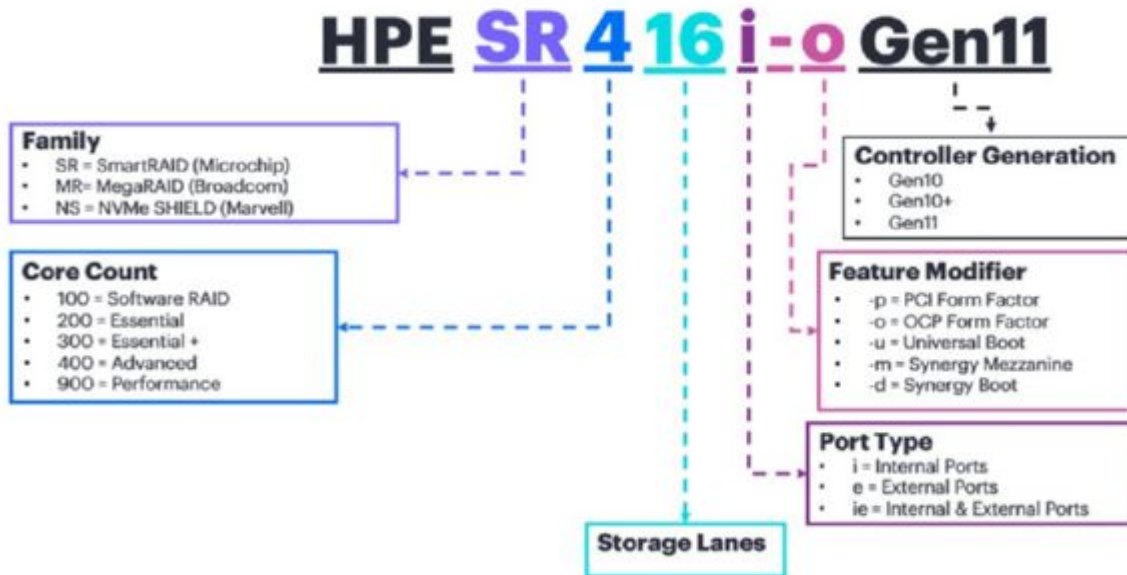 HPE SR 4 16 i - o Gen11
Family
• SR = SmartRAID (Microchip)
• MR= MegaRAID (Broadcom)
• NS = NVMe SHIELD (Marvell)
Core Count
• 100 = Software RAID
• 200 = Essential
• 300 = Essential +
• 400 = Advanced
• 900 = Performance
Controller Generation
• Gen10
• Gen10+
• Gen11
Feature Modifier
• -p = PCI Form Factor
• -o = OCP Form Factor
• -u = Universal Boot
• -m = Synergy Mezzanine
• -d = Synergy Boot
Port Type
• i = Internal Ports
• e = External Ports
• ie = Internal & External Ports
Storage Lanes